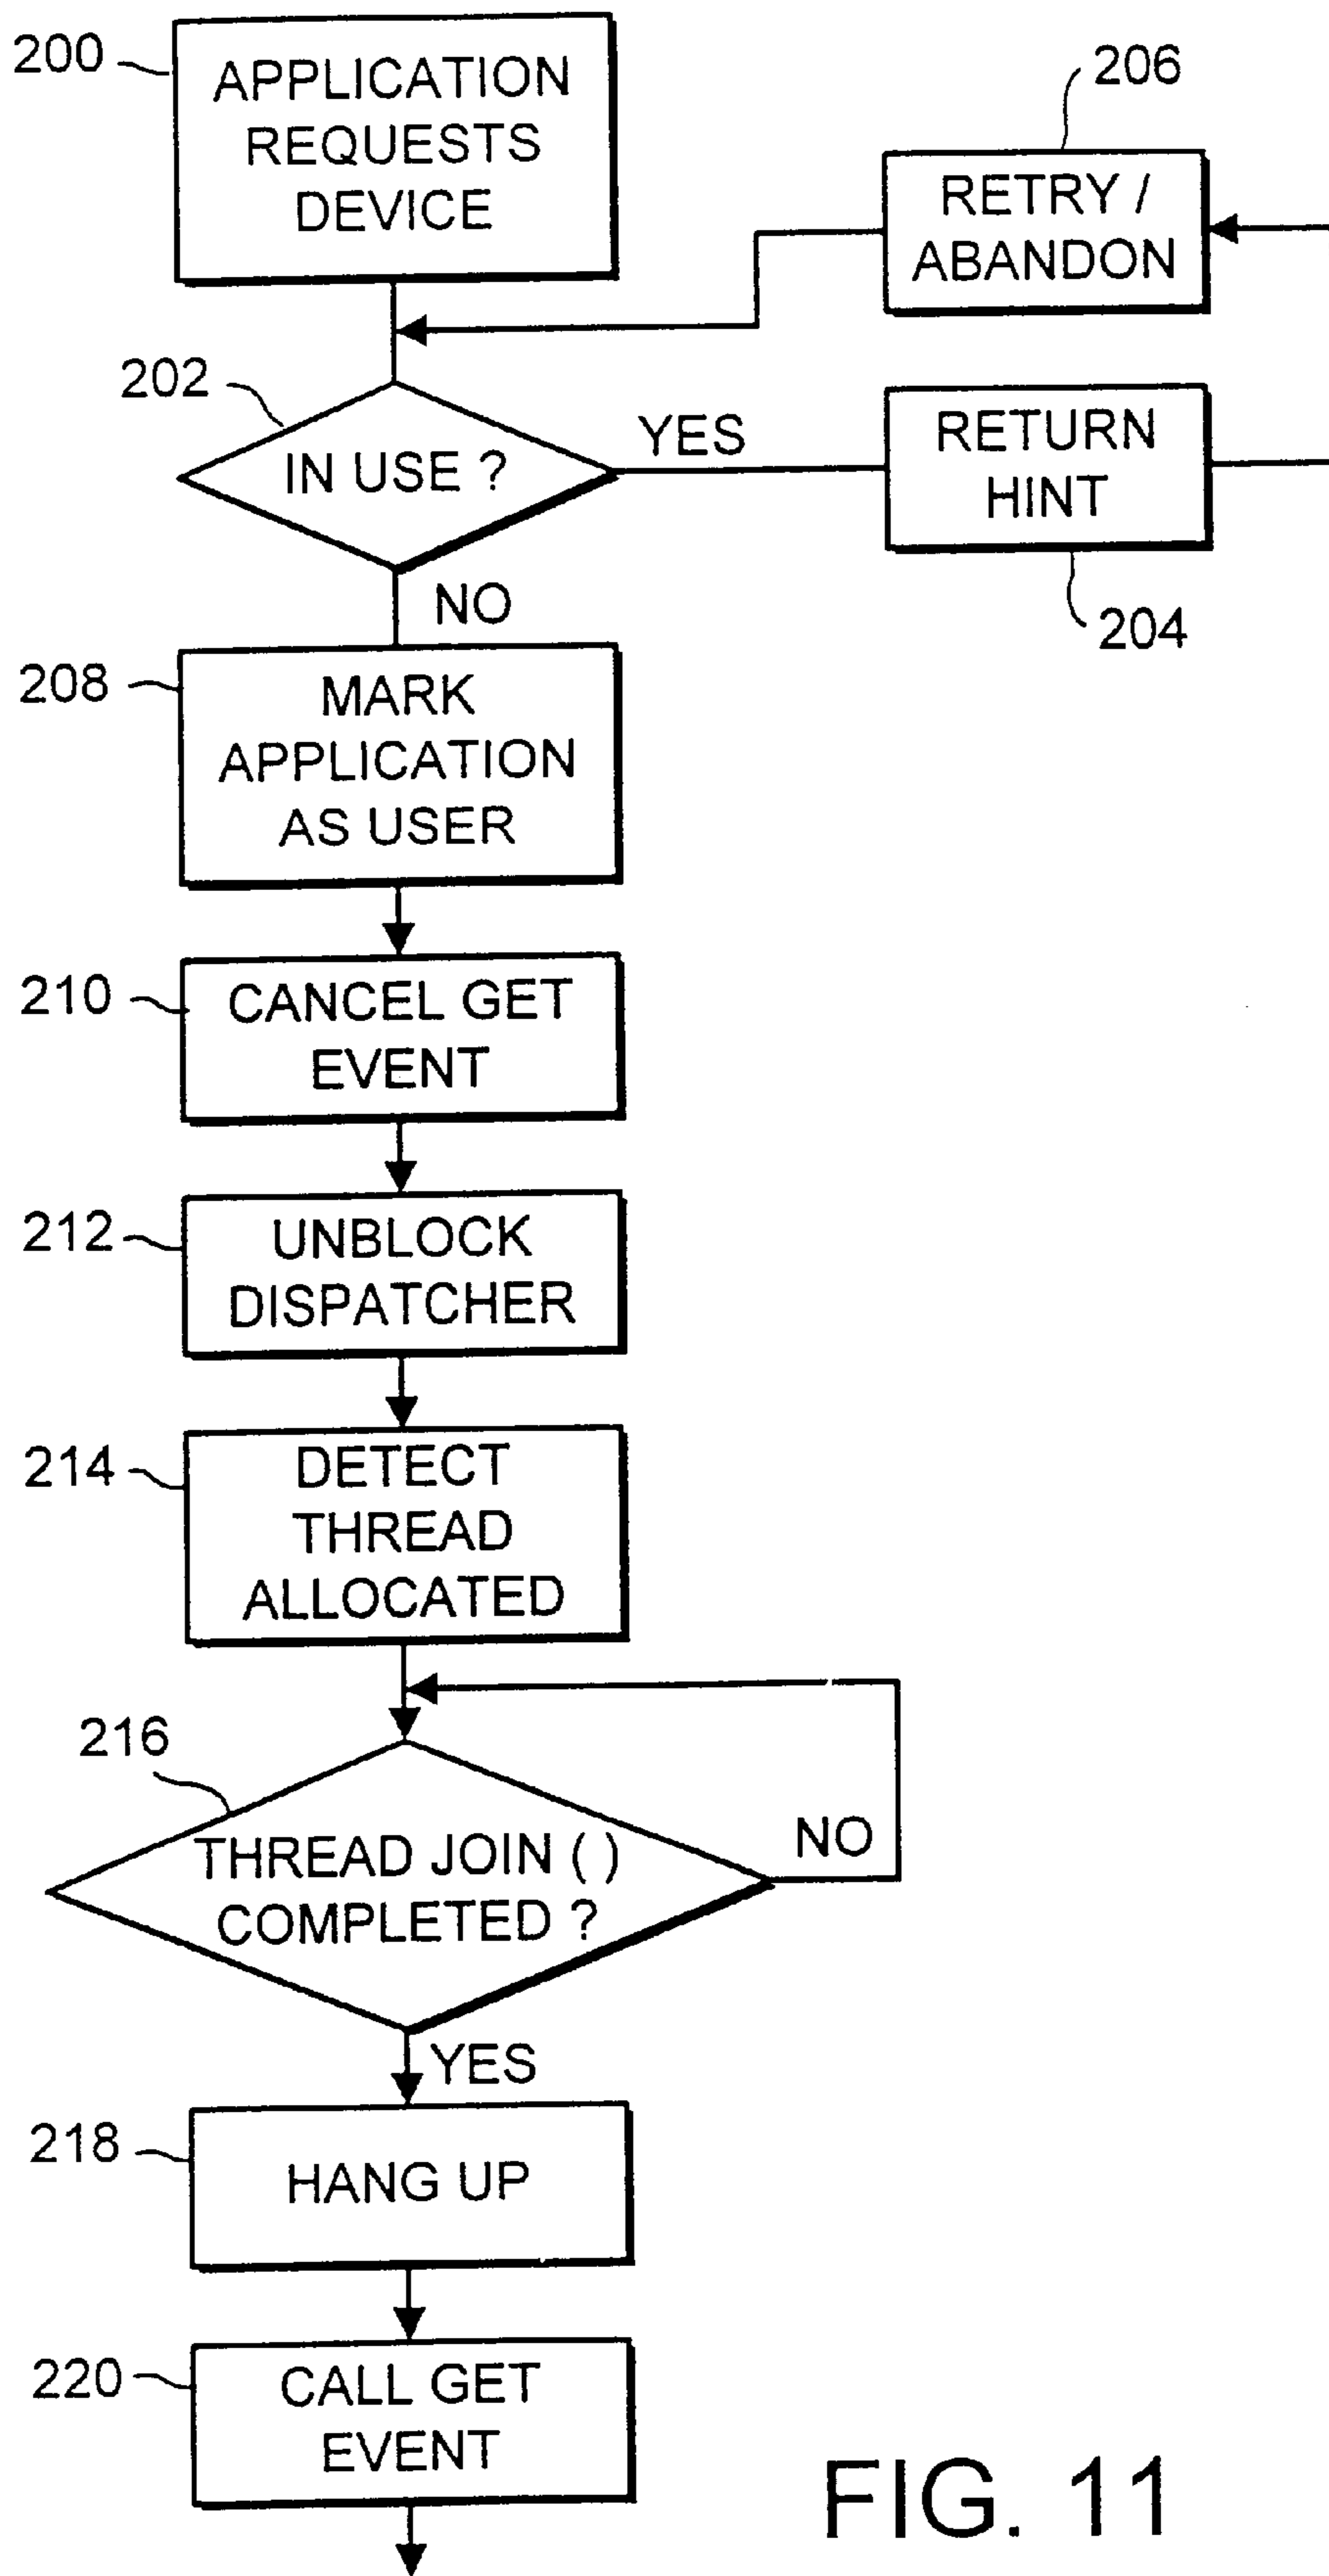 200
APPLICATION
REQUESTS
DEVICE
206
RETRY /
ABANDON
202
IN USE ?
YES
RETURN
HINT
204
NO
208
MARK
APPLICATION
AS USER
210
CANCEL GET
EVENT
212
UNBLOCK
DISPATCHER
214
DETECT
THREAD
ALLOCATED
216
THREAD JOIN ( )
COMPLETED ?
NO
YES
218
HANG UP
220
CALL GET
EVENT
FIG. 11